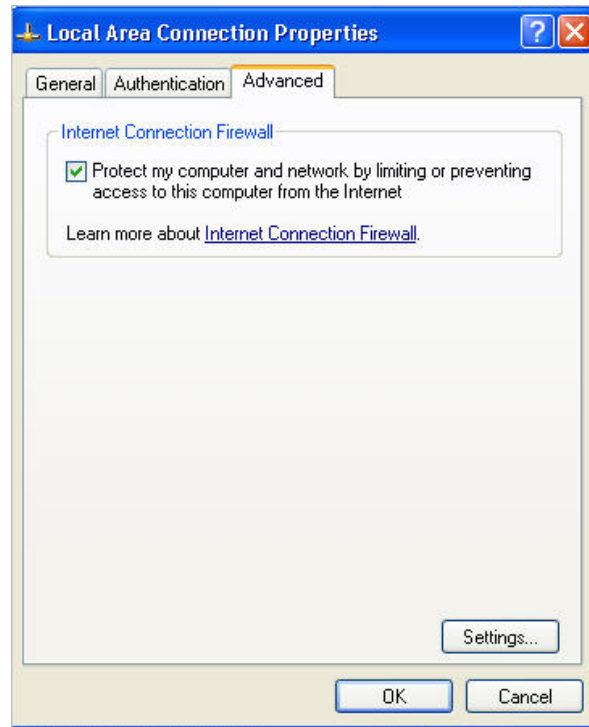 Local Area Connection Properties
General Authentication Advanced
Internet Connection Firewall
Protect my computer and network by limiting or preventing
access to this computer from the Internet
Learn more about Internet Connection Firewall.
Settings...
OK Cancel